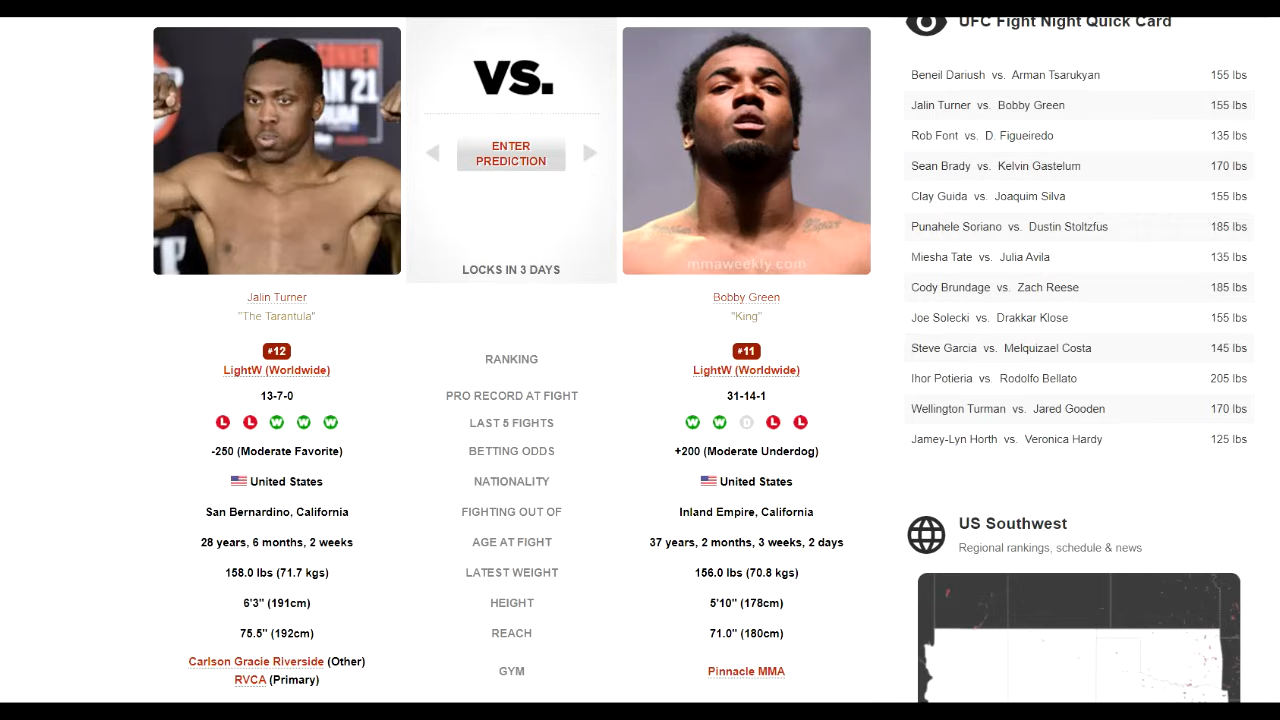 VS.
ENTER
PREDICTION
LOCKS IN 3 DAYS
AN 21
mmaweekly.com
Jalin Turner
"The Tarantula"
Bobby Green
"King"
#12 RANKING #11
LightW (Worldwide) LightW (Worldwide)
13-7-0 PRO RECORD AT FIGHT 31-14-1
L L W W W LAST 5 FIGHTS W W D L L
-250 (Moderate Favorite) BETTING ODDS +200 (Moderate Underdog)
United States NATIONALITY United States
San Bernardino, California FIGHTING OUT OF Inland Empire, California
28 years, 6 months, 2 weeks AGE AT FIGHT 37 years, 2 months, 3 weeks, 2 days
158.0 lbs (71.7 kgs) LATEST WEIGHT 156.0 lbs (70.8 kgs)
6'3" (191cm) HEIGHT 5'10" (178cm)
75.5" (192cm) REACH 71.0" (180cm)
Carlson Gracie Riverside (Other)
RVCA (Primary)
GYM
Pinnacle MMA
UFC Fight Night Quick Card
Beneil Dariush vs. Arman Tsarukyan 155 lbs
Jalin Turner vs. Bobby Green 155 lbs
Rob Font vs. D. Figueiredo 135 lbs
Sean Brady vs. Kelvin Gastelum 170 lbs
Clay Guida vs. Joaquim Silva 155 lbs
Punahele Soriano vs. Dustin Stoltzfus 185 lbs
Miesha Tate vs. Julia Avila 135 lbs
Cody Brundage vs. Zach Reese 185 lbs
Joe Solecki vs. Drakkar Klose 155 lbs
Steve Garcia vs. Melquizael Costa 145 lbs
Ihor Potieria vs. Rodolfo Bellato 205 lbs
Wellington Turman vs. Jared Gooden 170 lbs
Jamey-Lyn Horth vs. Veronica Hardy 125 lbs
US Southwest
Regional rankings, schedule & news